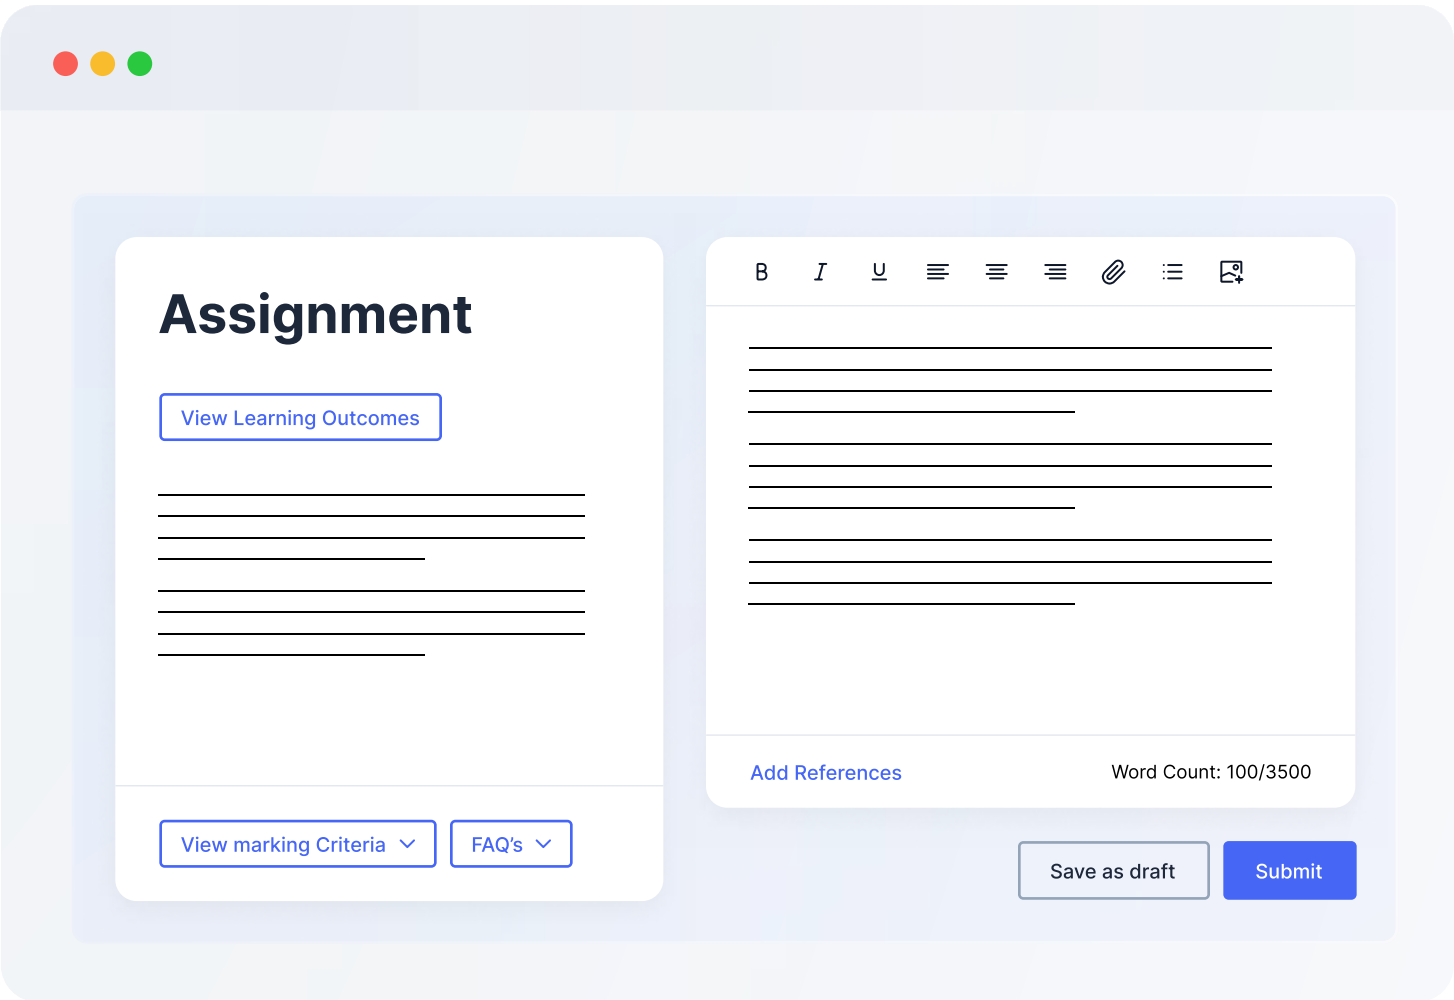 Assignment
View Learning Outcomes
View marking Criteria
FAQ’s
B I U
Add References
Word Count: 100/3500
Save as draft
Submit